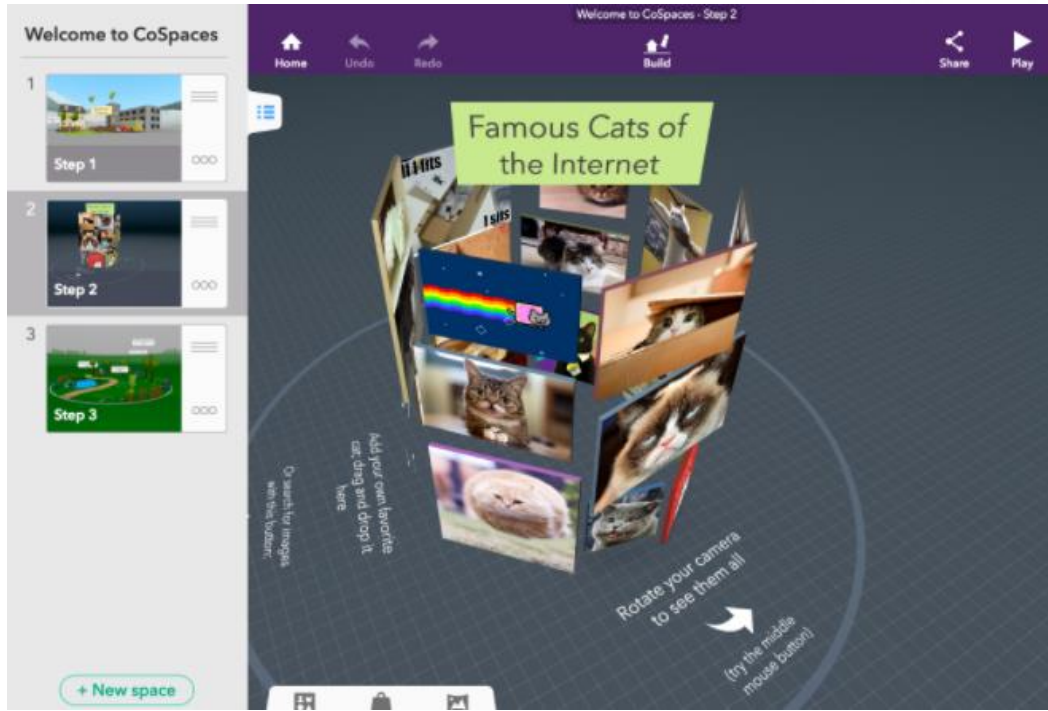 Welcome to CoSpaces
1
Step 1
2
Step 2
3
Step 3
+ New space
Welcome to CoSpaces - Step 2
Home
Undo
Redo
Build
Share
Play
Famous Cats of
the Internet
I sits
Add your own favorite
cat, drag and drop it
here
Or search for images
with this button:
Rotate your camera
to see them all
(try the middle
mouse button)